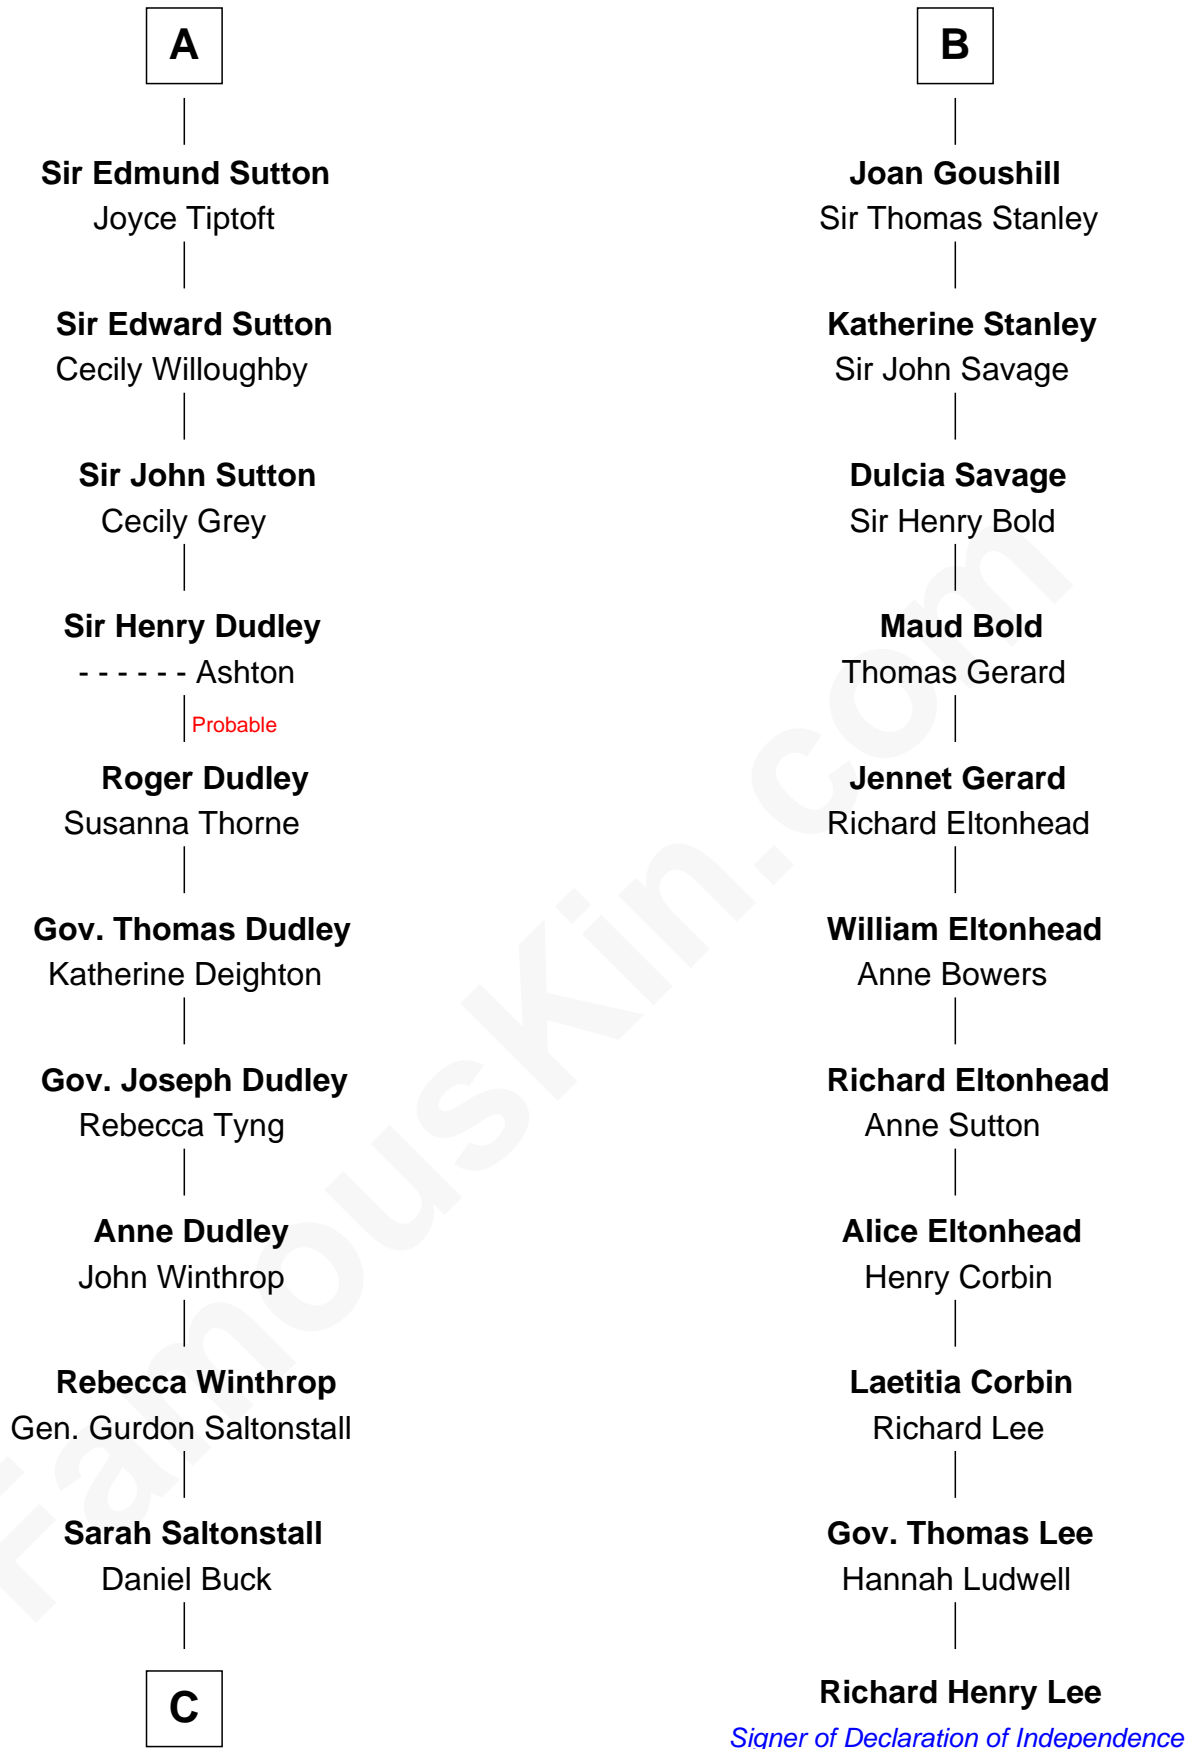 A
Sir Edmund Sutton
Joyce Tiptoft
Sir Edward Sutton
Cecily Willoughby
Sir John Sutton
Cecily Grey
Sir Henry Dudley
- - - - - - Ashton
Probable
Roger Dudley
Susanna Thorne
Gov. Thomas Dudley
Katherine Deighton
Gov. Joseph Dudley
Rebecca Tyng
Anne Dudley
John Winthrop
Rebecca Winthrop
Gen. Gurdon Saltonstall
Sarah Saltonstall
Daniel Buck
C
B
Joan Goushill
Sir Thomas Stanley
Katherine Stanley
Sir John Savage
Dulcia Savage
Sir Henry Bold
Maud Bold
Thomas Gerard
Jennet Gerard
Richard Eltonhead
William Eltonhead
Anne Bowers
Richard Eltonhead
Anne Sutton
Alice Eltonhead
Henry Corbin
Laetitia Corbin
Richard Lee
Gov. Thomas Lee
Hannah Ludwell
Richard Henry Lee
Signer of Declaration of Independence
FamousKin.com